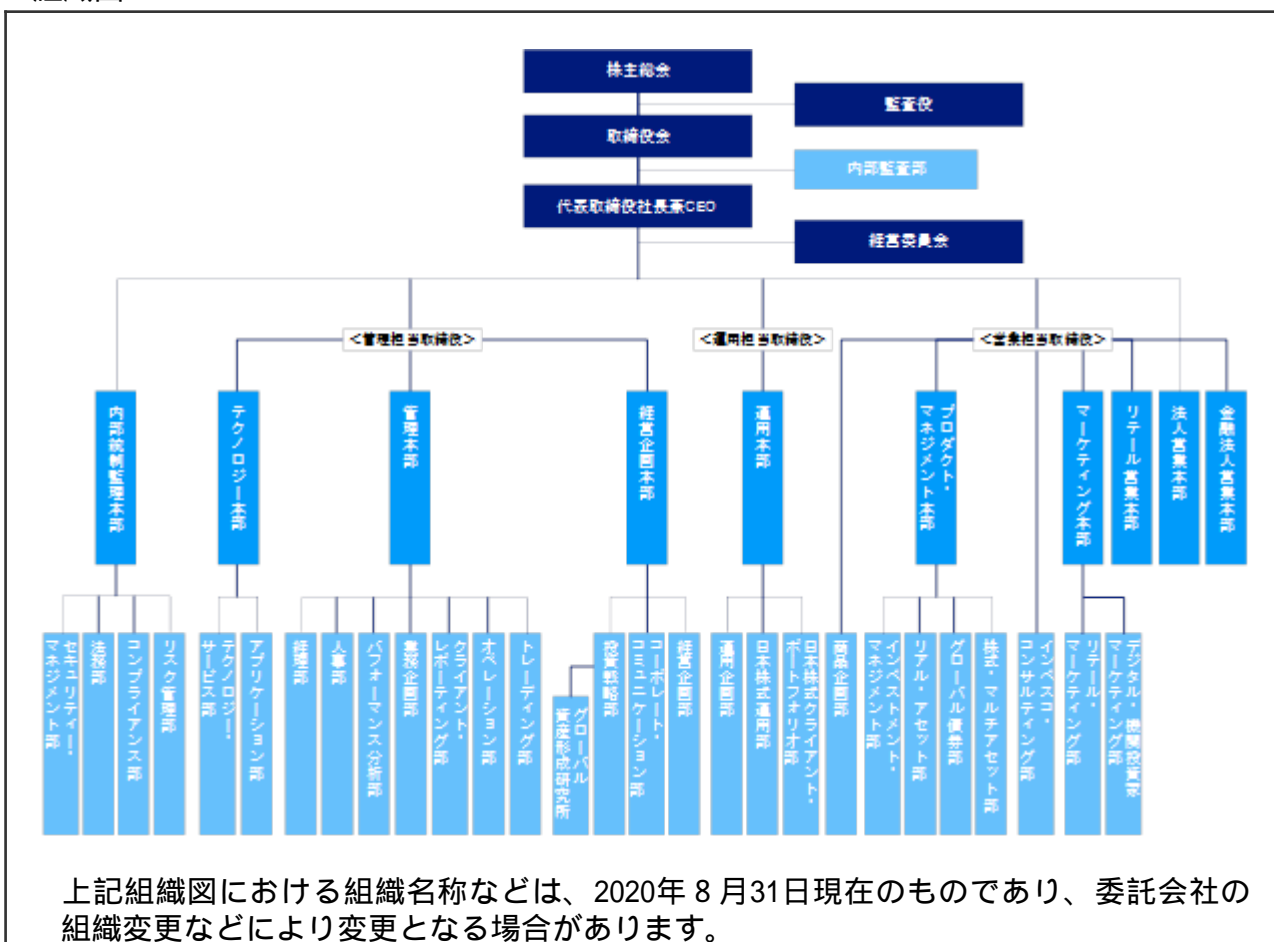 株主総会
監査役
取締役会
内部監査部
代表取締役社長兼CEO
経営委員会
＜管理担当取締役＞
＜運用担当取締役＞
＜営業担当取締役＞
内部統制監理本部
テクノロジー本部
管理本部
経営企画本部
運用本部
プロダクト・
マネジメント本部
マーケティング本部
リテール営業本部
法人営業本部
金融法人営業本部
セキュリティー・
マネジメント部
法務部
コンプライアンス部
リスク管理部
テクノロジー・
サービス部
アプリケーション部
経理部
人事部
パフォーマンス分析部
業務企画部
クライアント・
レポーティング部
オペレーション部
トレーディング部
グローバル
資産形成研究所
投資戦略部
コーポレート・
コミュニケーション部
経営企画部
運用企画部
日本株式運用部
日本株式クライアント・
ポートフォリオ部
商品企画部
インベストメント・
マネジメント部
リアル・アセット部
グローバル債券部
株式・マルチアセット部
インベスコ・
コンサルティング部
リテール・
マーケティング部
デジタル・機関投資家
マーケティング部
上記組織図における組織名称などは、2020年８月31日現在のものであり、委託会社の
組織変更などにより変更となる場合があります。